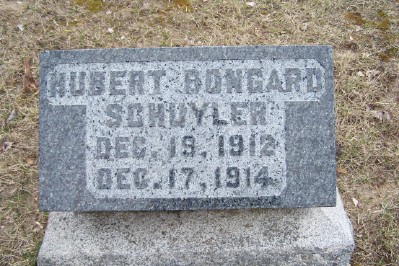 HUBERT BONGARD
SCHUYLER
DEC. 19, 1912
DEC. 17, 1914